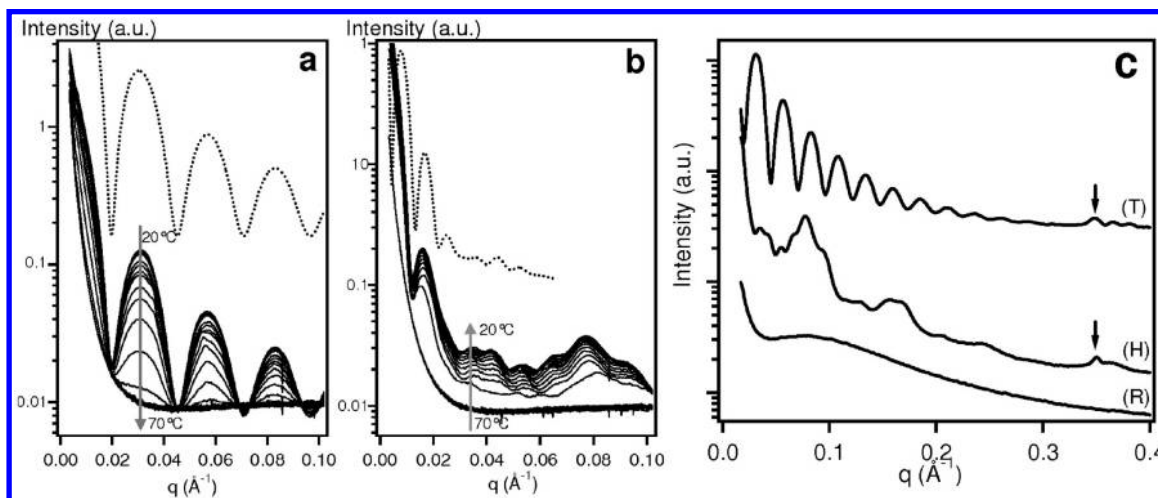 Intensity (a.u.)
a
1
0.1
0.01
20°C
70°C
0.00 0.02 0.04 0.06 0.08 0.10
q (Å⁻¹)
Intensity (a.u.)
b
1
10
1
0.1
0.01
20°C
70°C
0.00 0.02 0.04 0.06 0.08 0.10
q (Å⁻¹)
c
Intensity (a.u.)
(T)
(H)
(R)
0.0 0.1 0.2 0.3 0.4
q (Å⁻¹)